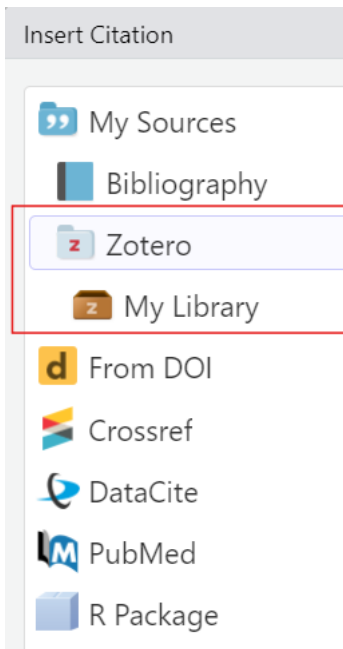 Insert Citation
My Sources
Bibliography
Zotero
My Library
From DOI
Crossref
DataCite
PubMed
R Package